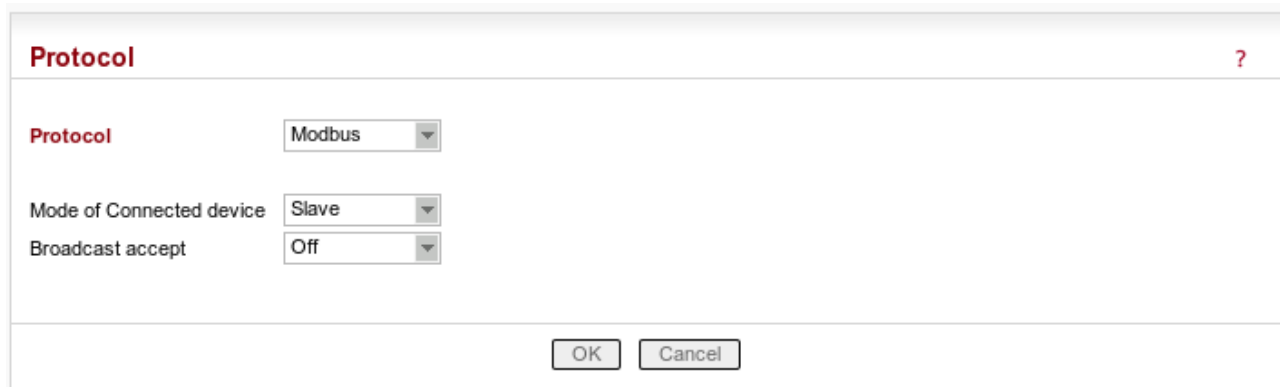 Protocol ?
Protocol Modbus
Mode of Connected device Slave
Broadcast accept Off
OK Cancel